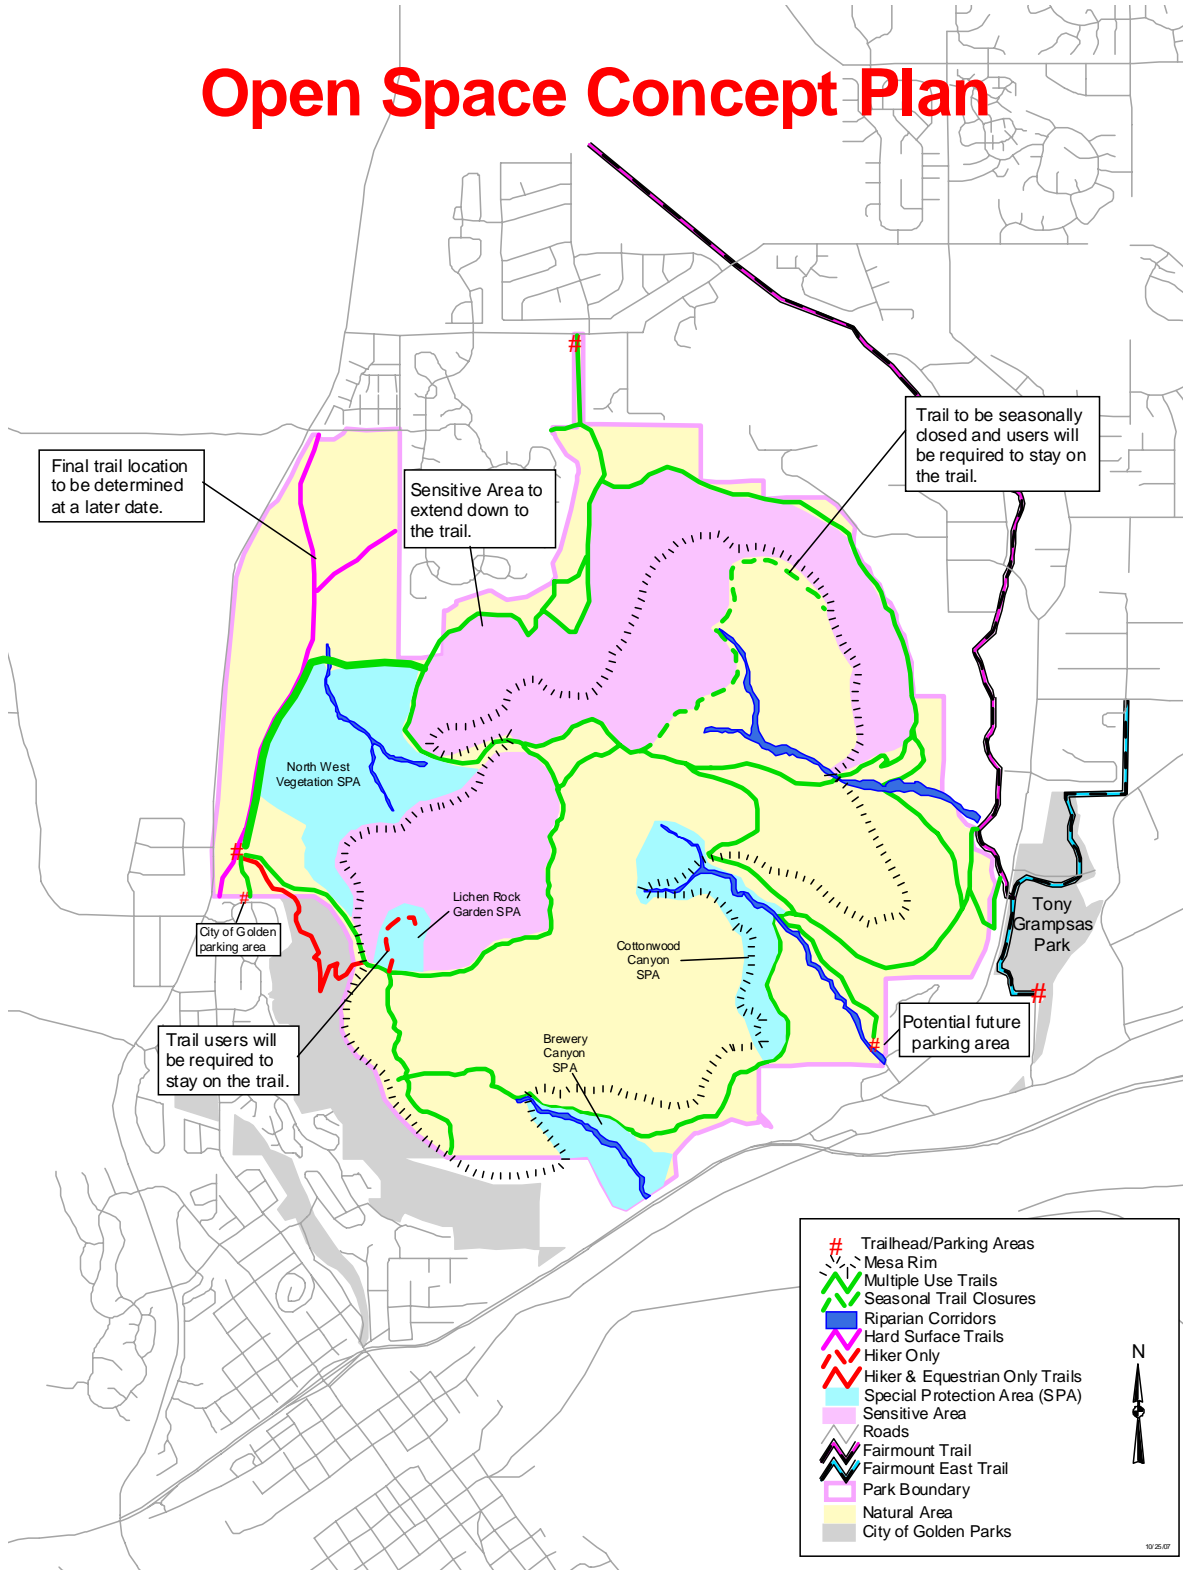 Open Space Concept Plan
#
Trail to be seasonally
closed and users will
be required to stay on
the trail.
Final trail location
to be determined
at a later date.
Sensitive Area to
extend down to
the trail.
North West
Vegetation SPA
#
#
City of Golden
parking area
Lichen Rock
Garden SPA
Tony
Grampsas
Park
Cottonwood
Canyon
SPA
#
Potential future
parking area
#
Trail users will
be required to
stay on the trail.
Brewery
Canyon
SPA
# Trailhead/Parking Areas
Mesa Rim
Multiple Use Trails
Seasonal Trail Closures
Riparian Corridors
Hard Surface Trails
Hiker Only
Hiker & Equestrian Only Trails
Special Protection Area (SPA)
Sensitive Area
Roads
Fairmount Trail
Fairmount East Trail
Park Boundary
Natural Area
City of Golden Parks
N
10/25/07